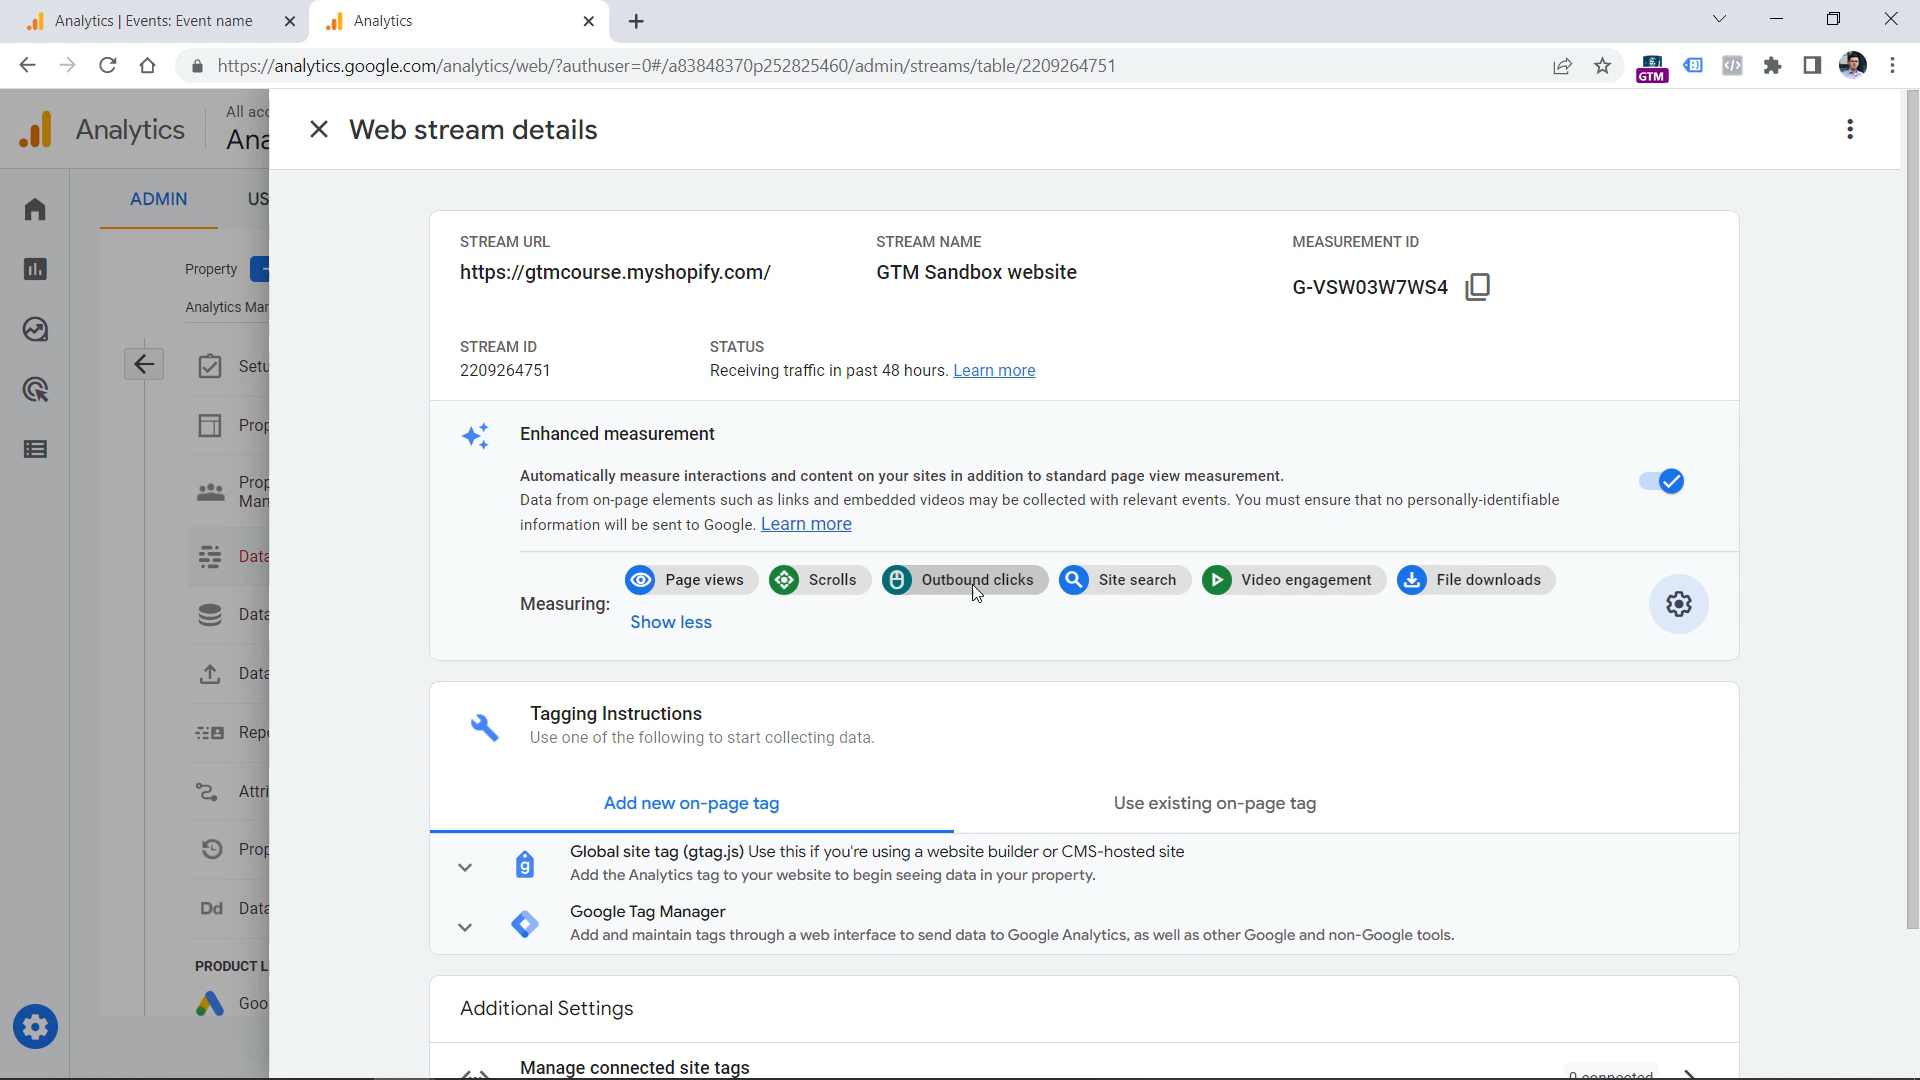 Analytics | Events: Event name
Analytics
https://analytics.google.com/analytics/web/?authuser=0#/a83848370p252825460/admin/streams/table/2209264751
GTM
Analytics
All acc
Ana
Web stream details
ADMIN
US
Property
Analytics Mar
Setu
Prop
Prop
Man
Data
Data
Data
Repo
Attri
Prop
Dd
Data
PRODUCT L
Goo
STREAM URL
https://gtmcourse.myshopify.com/
STREAM NAME
GTM Sandbox website
MEASUREMENT ID
G-VSW03W7WS4
STREAM ID
2209264751
STATUS
Receiving traffic in past 48 hours. Learn more
Enhanced measurement
Automatically measure interactions and content on your sites in addition to standard page view measurement.
Data from on-page elements such as links and embedded videos may be collected with relevant events. You must ensure that no personally-identifiable
information will be sent to Google. Learn more
Measuring:
Page views
Scrolls
Outbound clicks
Site search
Video engagement
File downloads
Show less
Tagging Instructions
Use one of the following to start collecting data.
Add new on-page tag
Use existing on-page tag
g
Global site tag (gtag.js) Use this if you're using a website builder or CMS-hosted site
Add the Analytics tag to your website to begin seeing data in your property.
Google Tag Manager
Add and maintain tags through a web interface to send data to Google Analytics, as well as other Google and non-Google tools.
Additional Settings
Manage connected site tags
0 connected